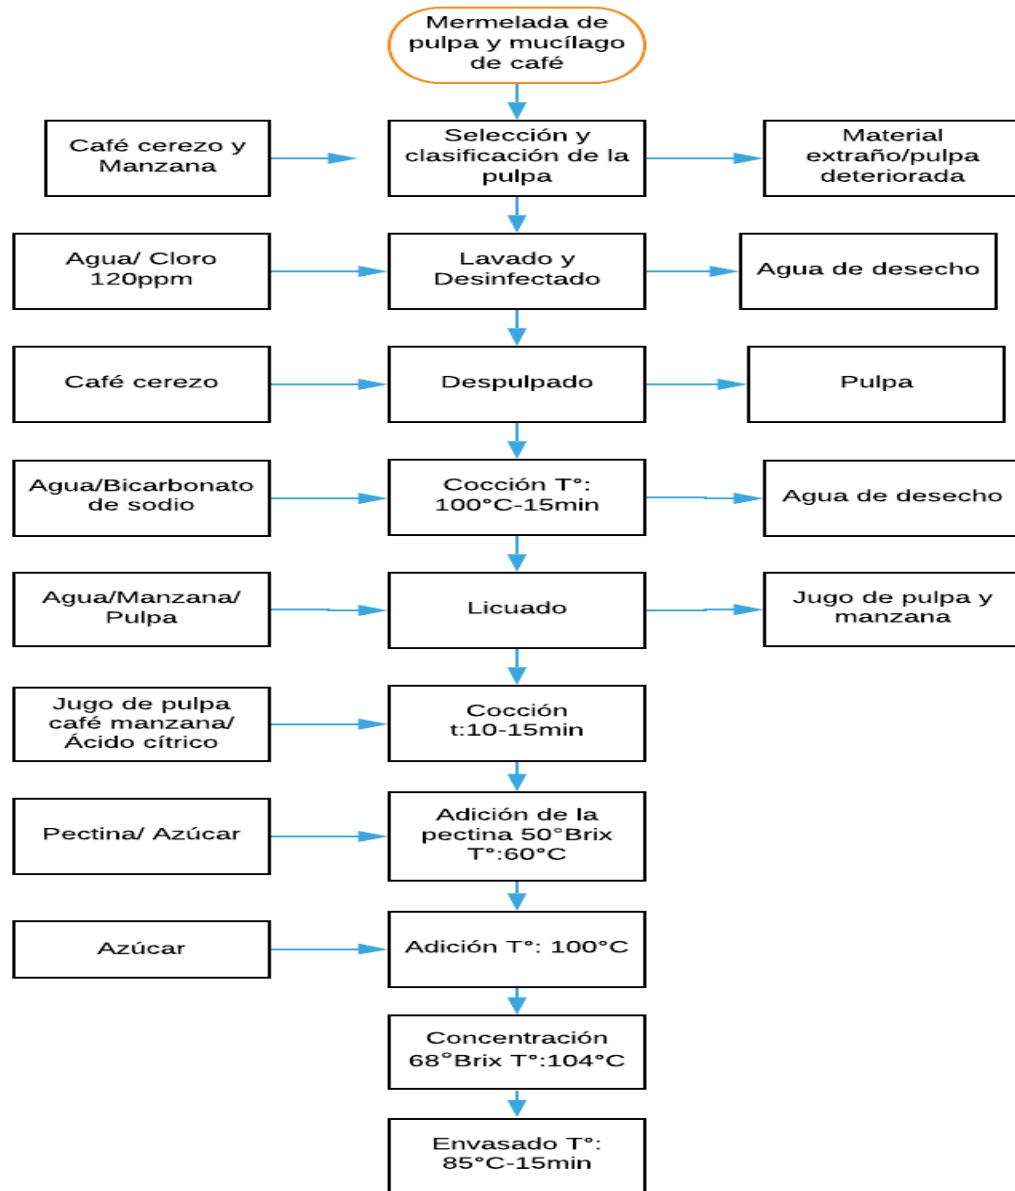 Mermelada de
pulpa y mucílago
de café
Café cerezo y
Manzana
Selección y
clasificación de la
pulpa
Material
extraño/pulpa
deteriorada
Agua/ Cloro
120ppm
Lavado y
Desinfectado
Agua de desecho
Café cerezo
Despulpado
Pulpa
Agua/Bicarbonato
de sodio
Cocción T°:
100°C-15min
Agua de desecho
Agua/Manzana/
Pulpa
Licuado
Jugo de pulpa y
manzana
Jugo de pulpa
café manzana/
Ácido cítrico
Cocción
t:10-15min
Pectina/ Azúcar
Adición de la
pectina 50°Brix
T°:60°C
Azúcar
Adición T°: 100°C
Concentración
68°Brix T°:104°C
Envasado T°:
85°C-15min